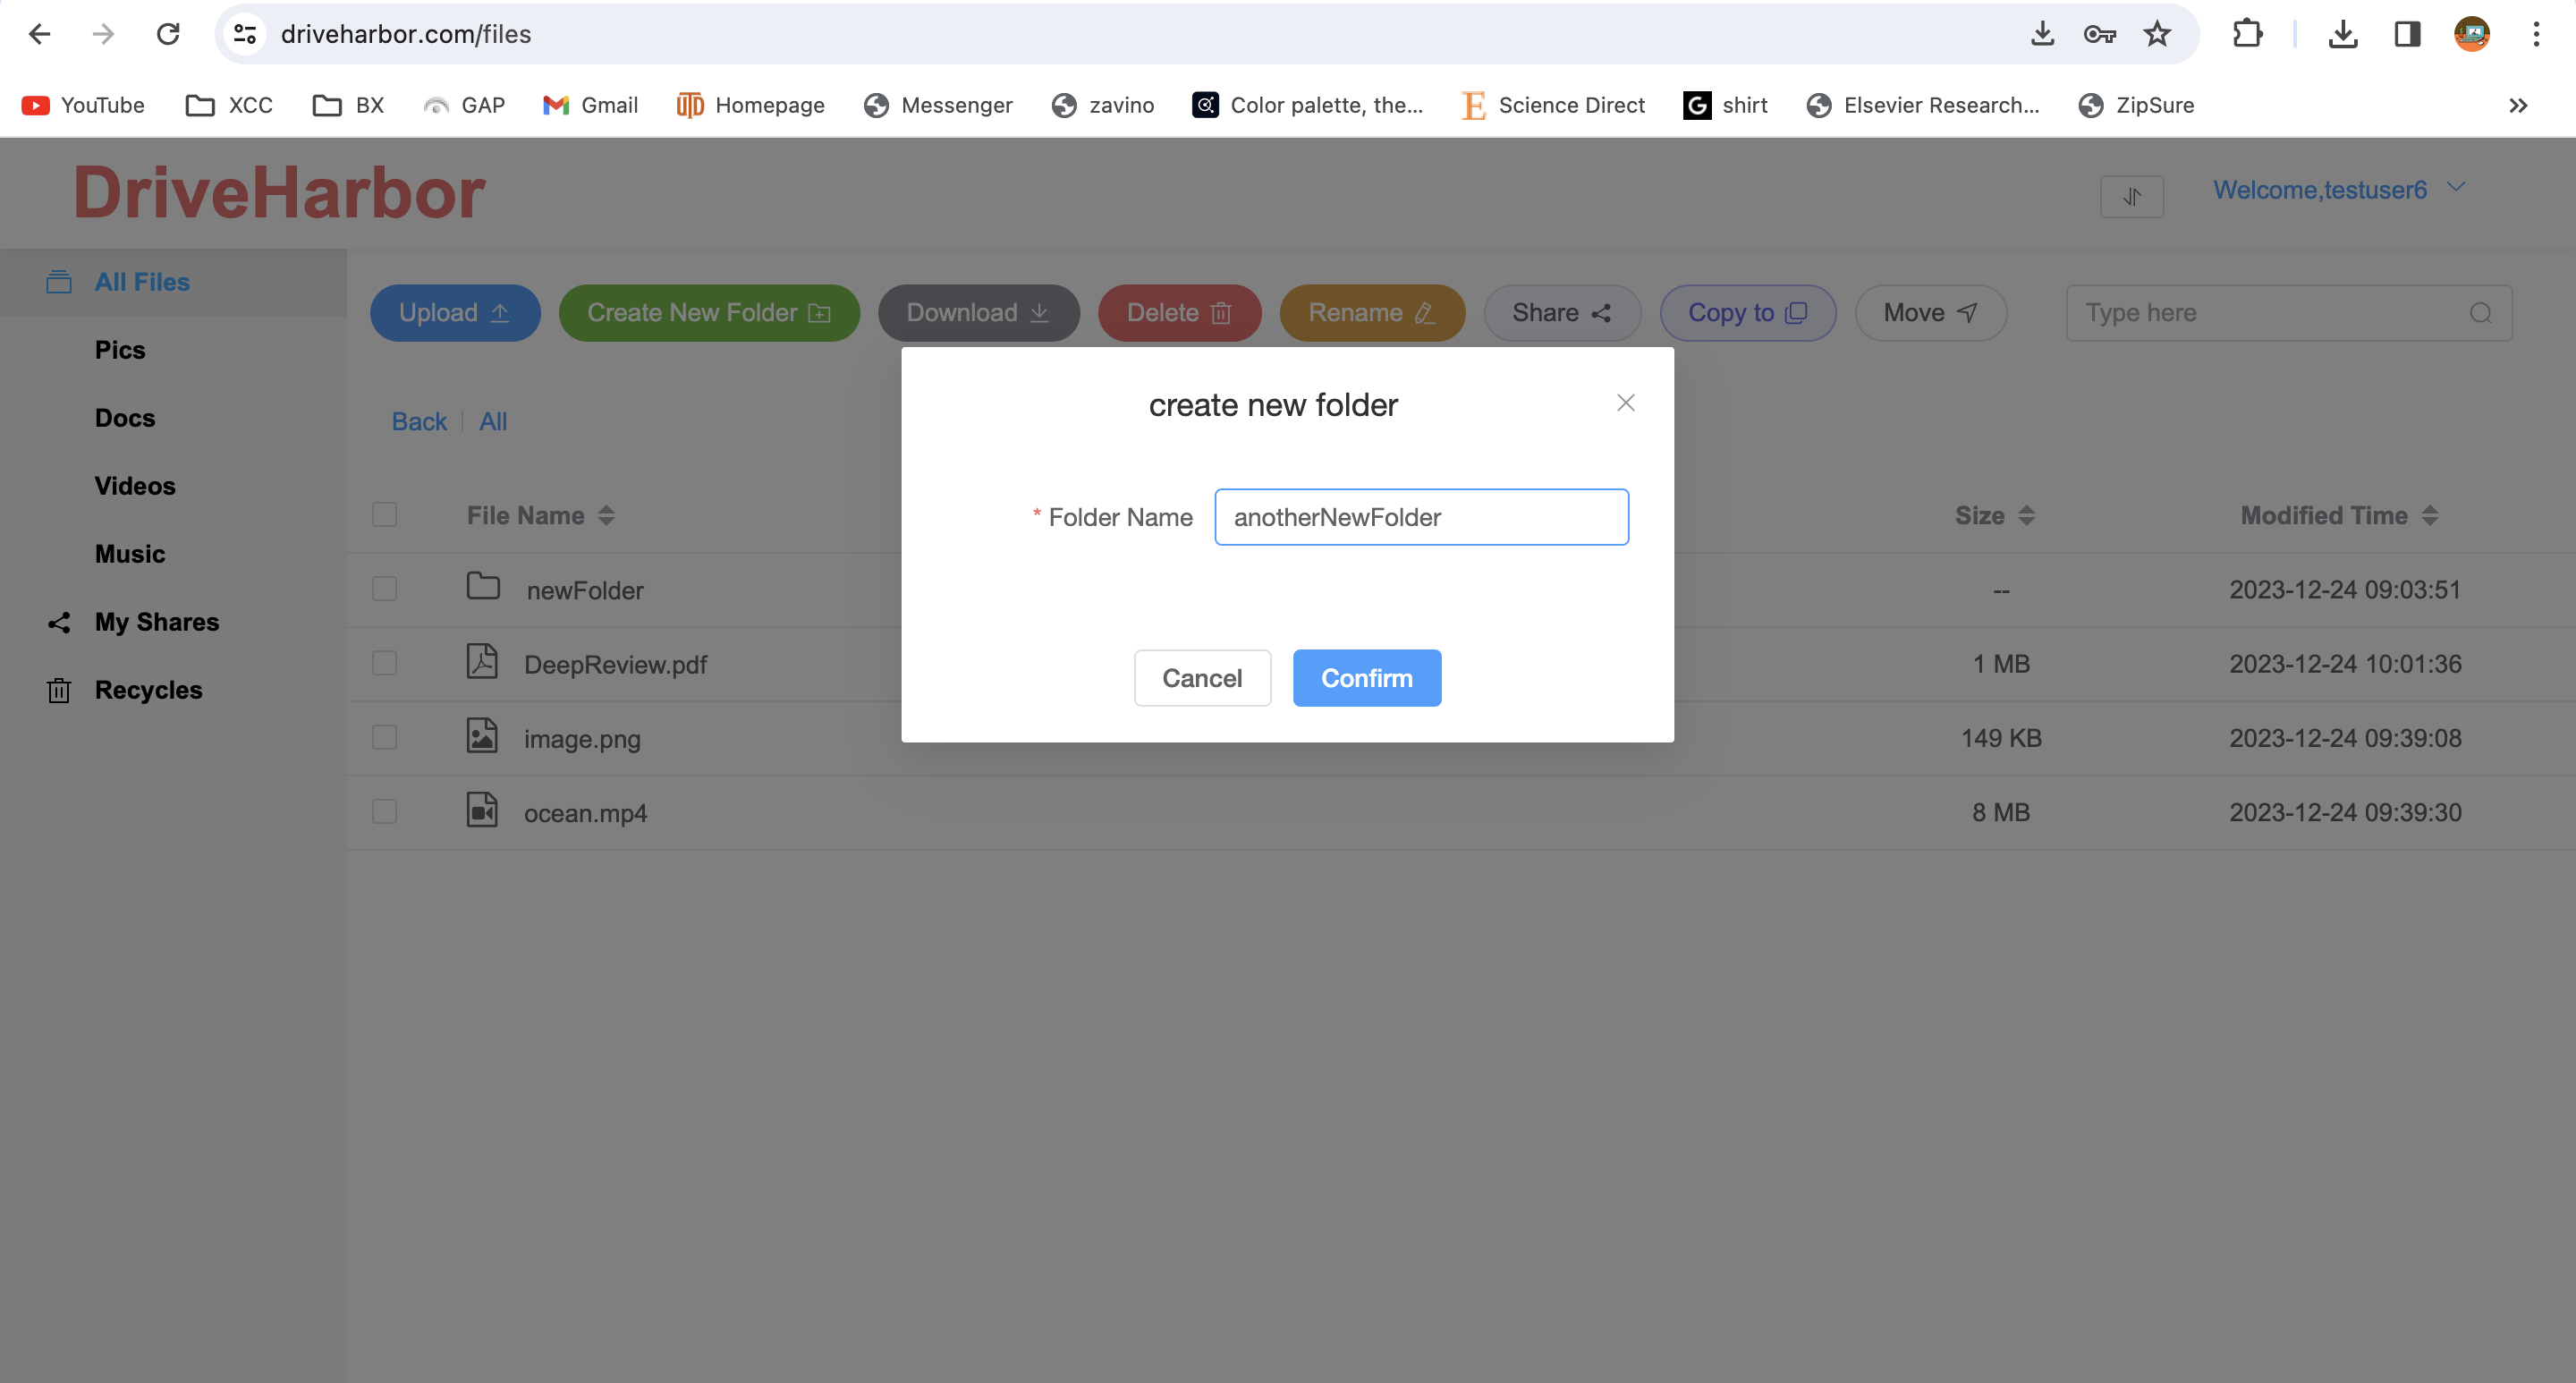 driveharbor.com/files
YouTube XCC BX GAP Gmail Homepage Messenger zavino Color palette, the... Science Direct shirt Elsevier Research... ZipSure
DriveHarbor
Welcome,testuser6
All Files
Pics
Docs
Videos
Music
My Shares
Recycles
Upload Create New Folder Download Delete Rename Share Copy to Move Type here
Back All
File Name Size Modified Time
newFolder -- 2023-12-24 09:03:51
DeepReview.pdf 1 MB 2023-12-24 10:01:36
image.png 149 KB 2023-12-24 09:39:08
ocean.mp4 8 MB 2023-12-24 09:39:30
create new folder
* Folder Name anotherNewFolder
Cancel Confirm